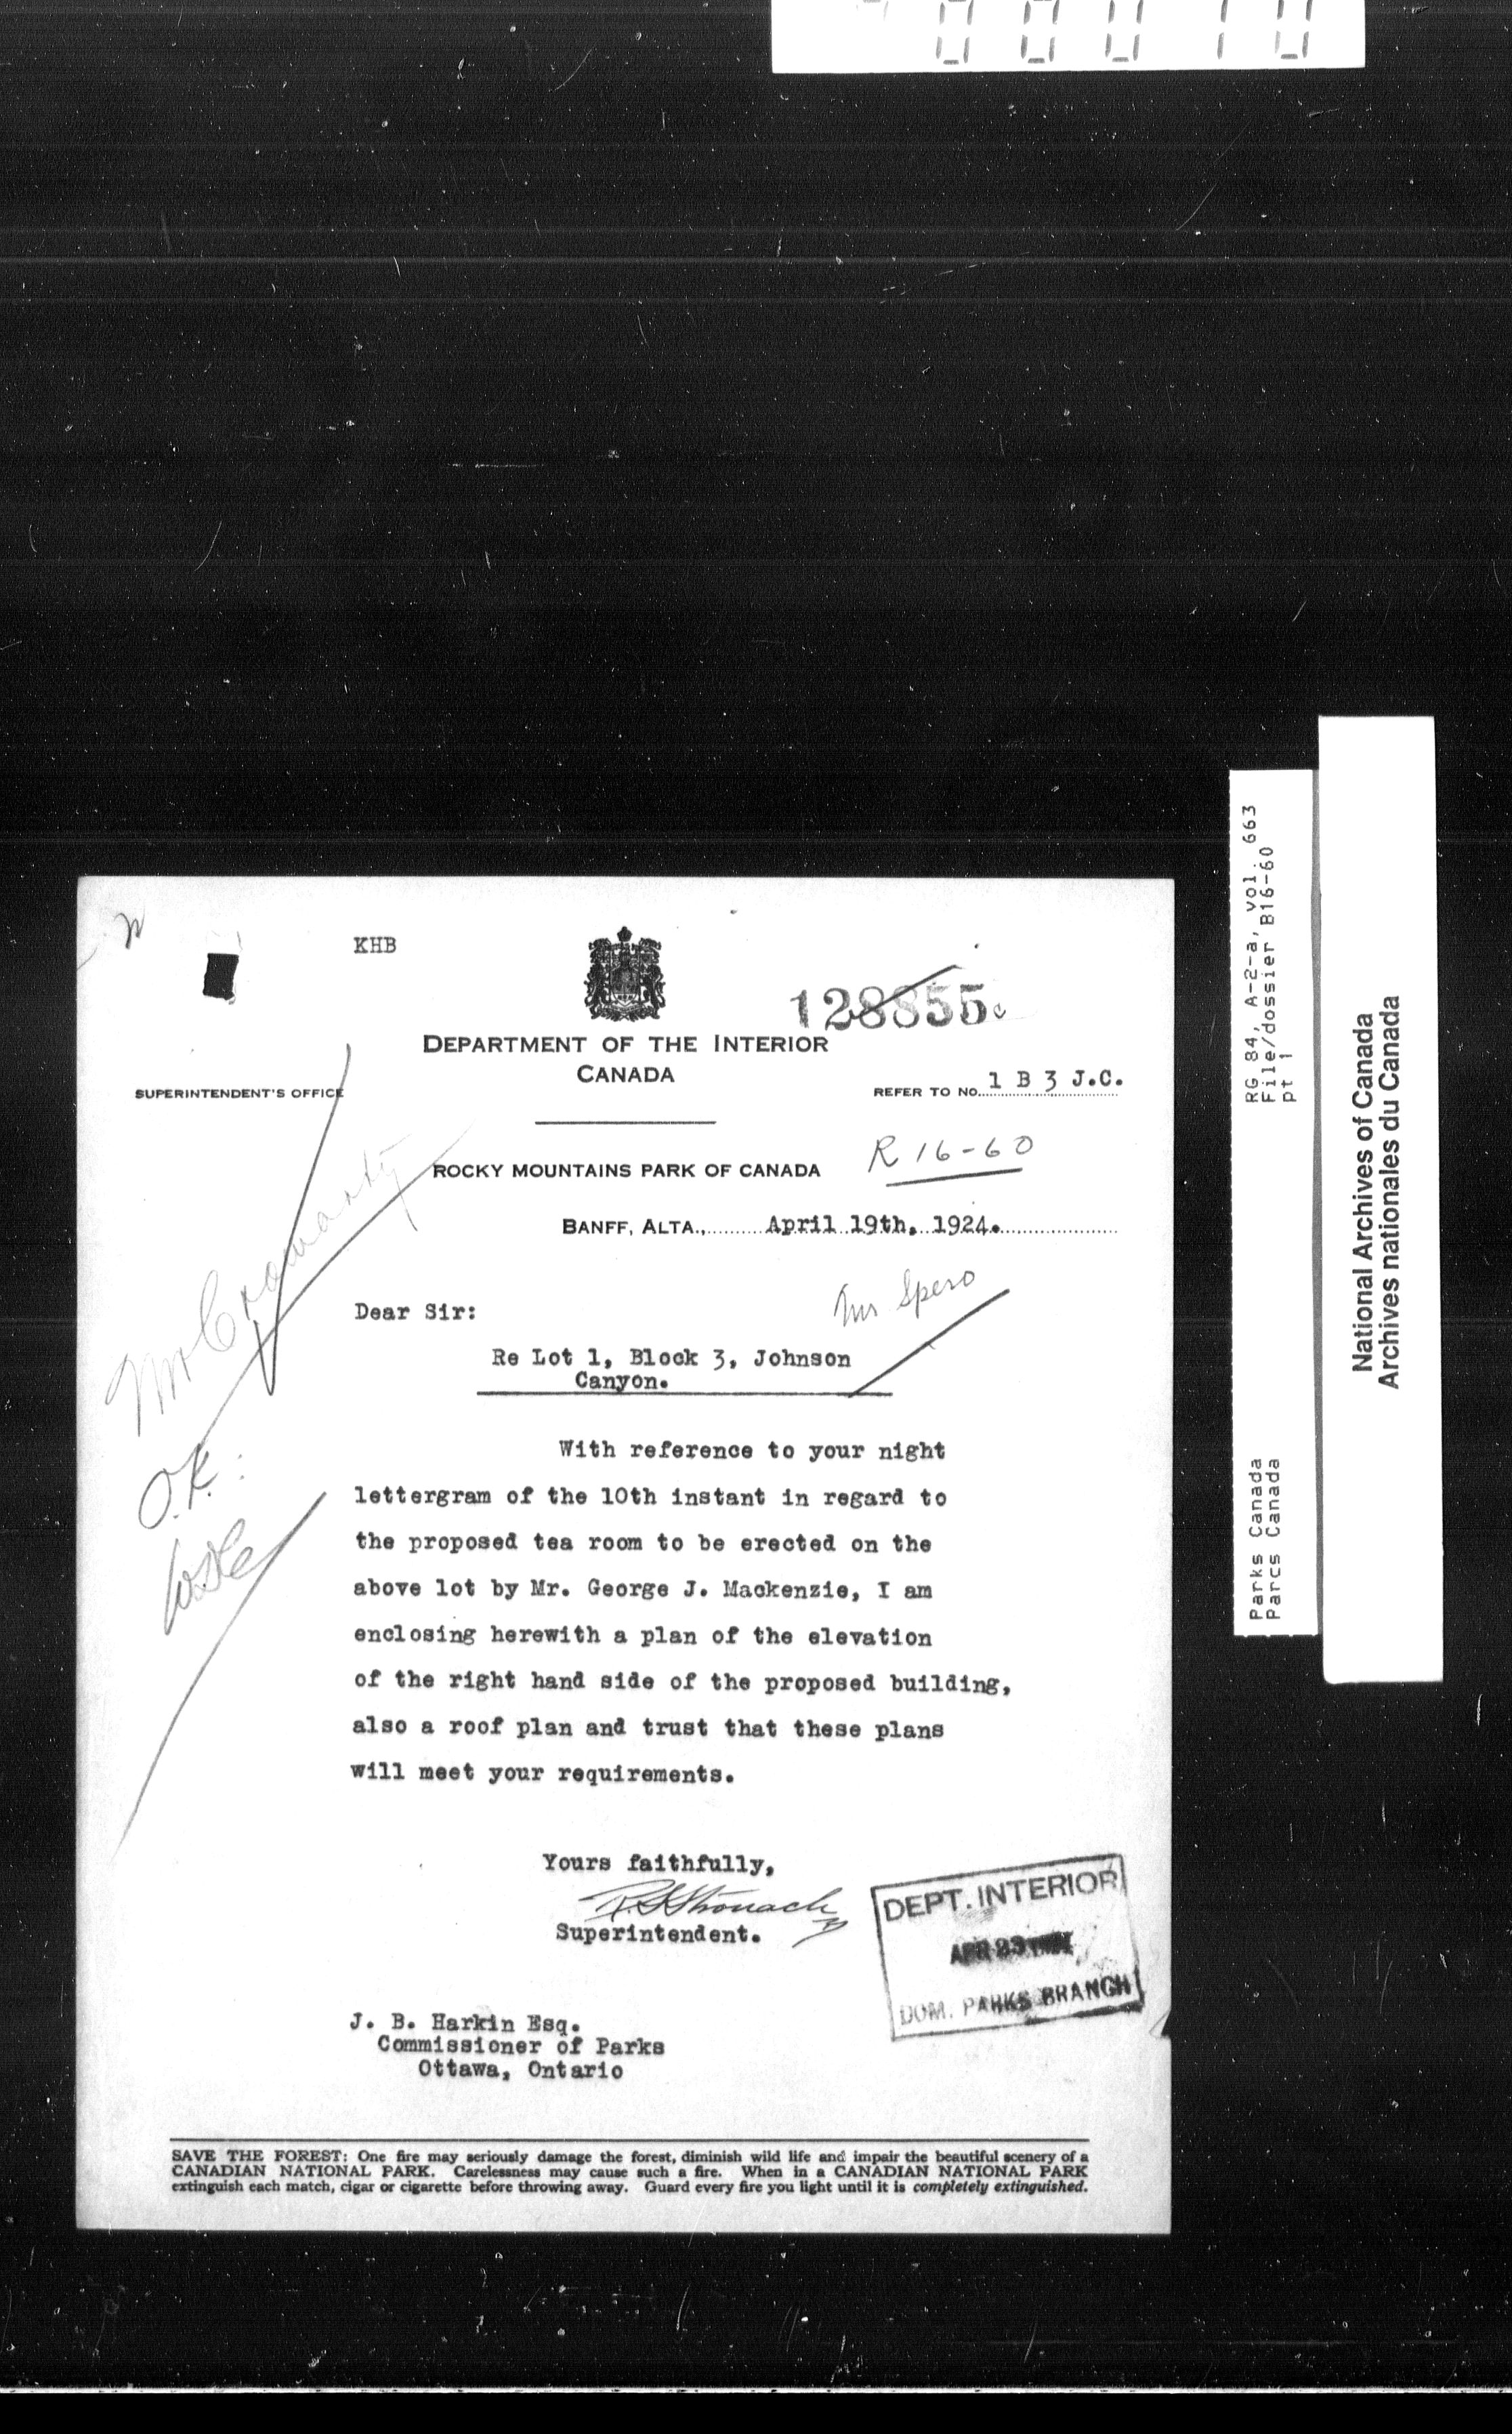 KHB
128855
DEPARTMENT OF THE INTERIOR
CANADA
SUPERINTENDENT'S OFFICE
REFER TO NO. 1 B 3 J.C.
R 16-60
ROCKY MOUNTAINS PARK OF CANADA
BANFF, ALTA., April 19th, 1924.
Mr Cromarty
O.K.:
Mr Spero
Dear Sir:
Re Lot 1, Block 3, Johnson
Canyon.
With reference to your night
lettergram of the 10th instant in regard to
the proposed tea room to be erected on the
above lot by Mr. George J. Mackenzie, I am
enclosing herewith a plan of the elevation
of the right hand side of the proposed building,
also a roof plan and trust that these plans
will meet your requirements.
Yours faithfully,
R.S. Stronach
Superintendent.
DEPT. INTERIOR
APR 23
DOM. PARKS BRANCH
J. B. Harkin Esq.
Commissioner of Parks
Ottawa, Ontario
SAVE THE FOREST: One fire may seriously damage the forest, diminish wild life and impair the beautiful scenery of a
CANADIAN NATIONAL PARK. Carelessness may cause such a fire. When in a CANADIAN NATIONAL PARK
extinguish each match, cigar or cigarette before throwing away. Guard every fire you light until it is completely extinguished.
RG 84, A-2-a, vol. 663
File/dossier B16-60
pt 1
Parks Canada
Parcs Canada
National Archives of Canada
Archives nationales du Canada